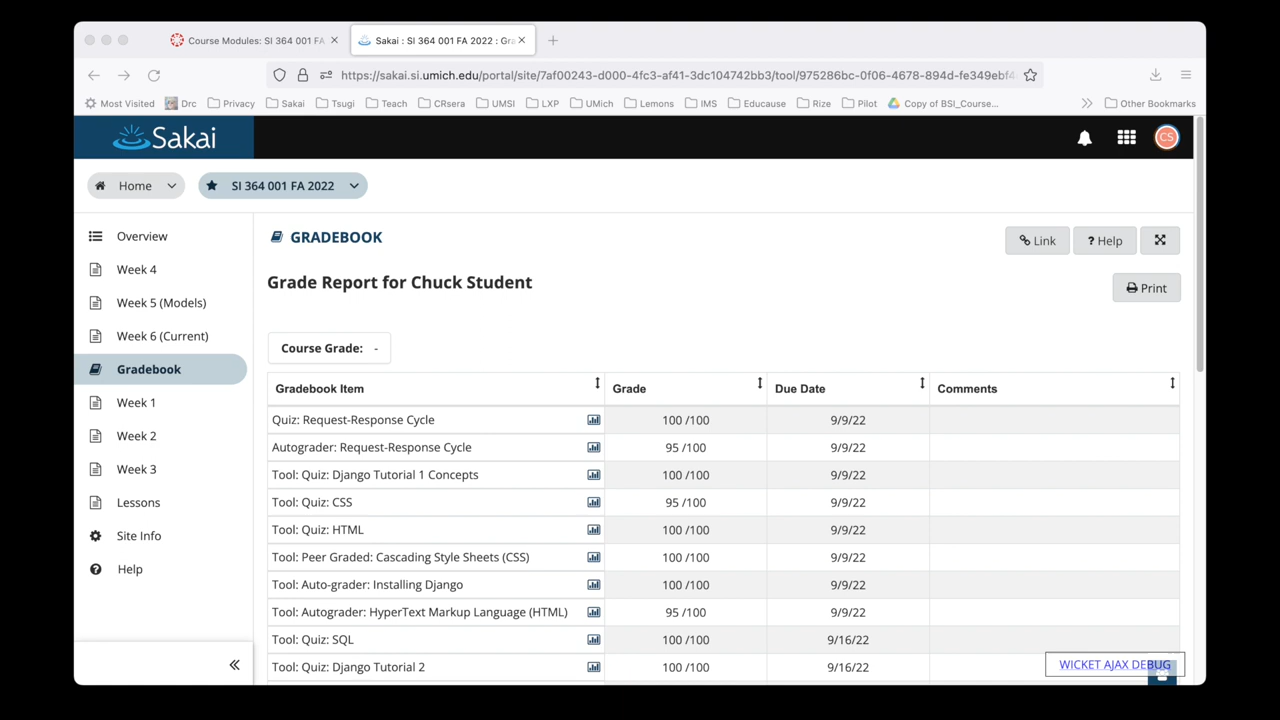 Course Modules: SI 364 001 FA
Sakai : SI 364 001 FA 2022 : Gra
https://sakai.si.umich.edu/portal/site/7af00243-d000-4fc3-af41-3dc104742bb3/tool/975286bc-0f06-4678-894d-fe349ebf4
Most Visited Drc Privacy Sakai Tsugi Teach CRsera UMSI LXP UMich Lemons IMS Educause Rize Pilot Copy of BSI_Course... Other Bookmarks
Sakai
CS
Home SI 364 001 FA 2022
Overview
Week 4
Week 5 (Models)
Week 6 (Current)
Gradebook
Week 1
Week 2
Week 3
Lessons
Site Info
Help
GRADEBOOK
Link ? Help
Grade Report for Chuck Student
Print
Course Grade: -
Gradebook Item Grade Due Date Comments
Quiz: Request-Response Cycle 100 /100 9/9/22
Autograder: Request-Response Cycle 95 /100 9/9/22
Tool: Quiz: Django Tutorial 1 Concepts 100 /100 9/9/22
Tool: Quiz: CSS 95 /100 9/9/22
Tool: Quiz: HTML 100 /100 9/9/22
Tool: Peer Graded: Cascading Style Sheets (CSS) 100 /100 9/9/22
Tool: Auto-grader: Installing Django 100 /100 9/9/22
Tool: Autograder: HyperText Markup Language (HTML) 95 /100 9/9/22
Tool: Quiz: SQL 100 /100 9/16/22
Tool: Quiz: Django Tutorial 2 100 /100 9/16/22
WICKET AJAX DEBUG